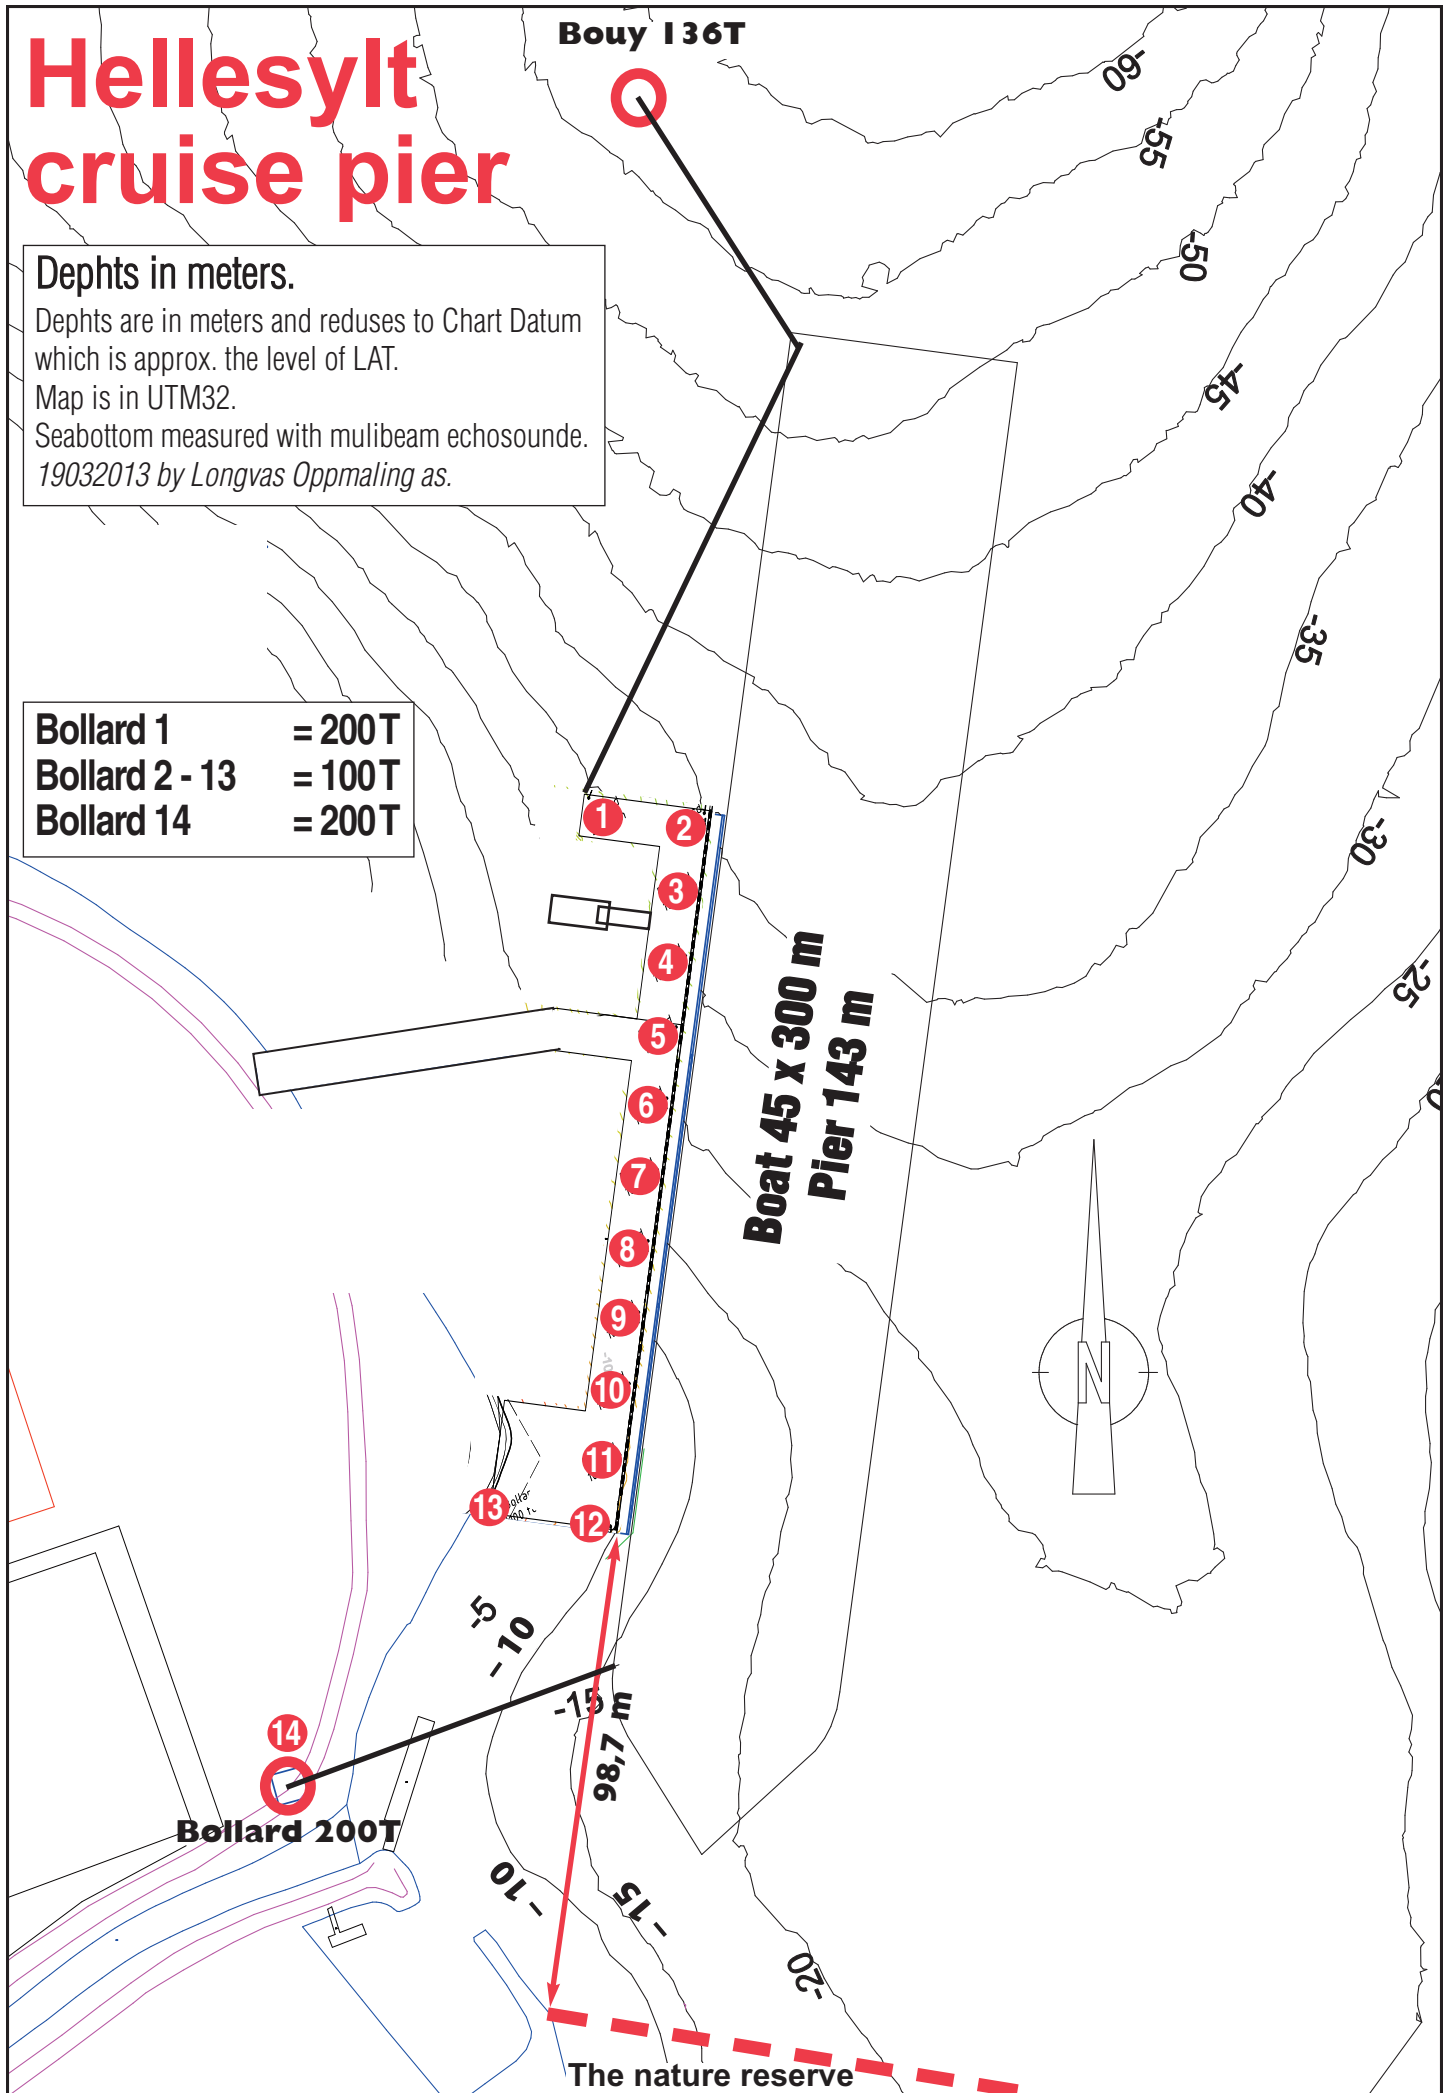 Hellesylt
cruise pier
Bouy 136T
Dephts in meters.
Dephts are in meters and reduses to Chart Datum
which is approx. the level of LAT.
Map is in UTM32.
Seabottom measured with mulibeam echosounde.
19032013 by Longvas Oppmaling as.
-60
-55
-50
-45
-40
-35
-30
-25
Bollard 1 = 200T
Bollard 2 - 13 = 100T
Bollard 14 = 200T
1
2
3
4
5
6
7
8
9
-10
10
11
12
13
Boat 45 x 300 m
Pier 143 m
N
-5
- 10
-15
98,7 m
14
Bollard 200T
- 10
- 15
-20
The nature reserve